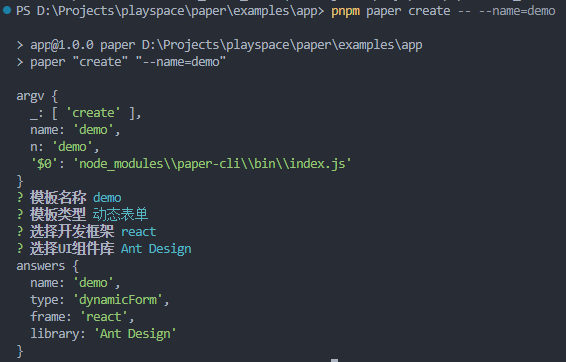 PS D:\Projects\playspace\paper\examples\app> pnpm paper create -- --name=demo
> app@1.0.0 paper D:\Projects\playspace\paper\examples\app
> paper "create" "--name=demo"
argv {
_: [ 'create' ],
name: 'demo',
n: 'demo',
'$0': 'node_modules\\paper-cli\\bin\\index.js'
}
? 模板名称 demo
? 模板类型 动态表单
? 选择开发框架 react
? 选择UI组件库 Ant Design
answers {
name: 'demo',
type: 'dynamicForm',
frame: 'react',
library: 'Ant Design'
}